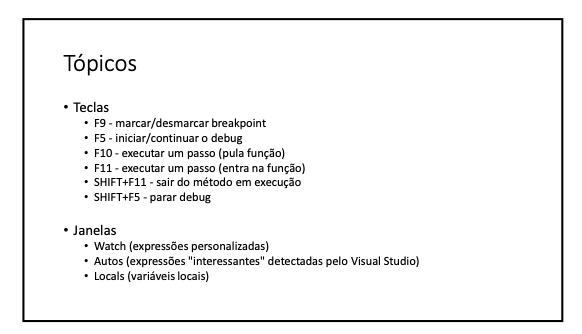 Tópicos
• Teclas
• F9 - marcar/desmarcar breakpoint
• F5 - iniciar/continuar o debug
• F10 - executar um passo (pula função)
• F11 - executar um passo (entra na função)
• SHIFT+F11 - sair do método em execução
• SHIFT+F5 - parar debug
• Janelas
• Watch (expressões personalizadas)
• Autos (expressões "interessantes" detectadas pelo Visual Studio)
• Locals (variáveis locais)